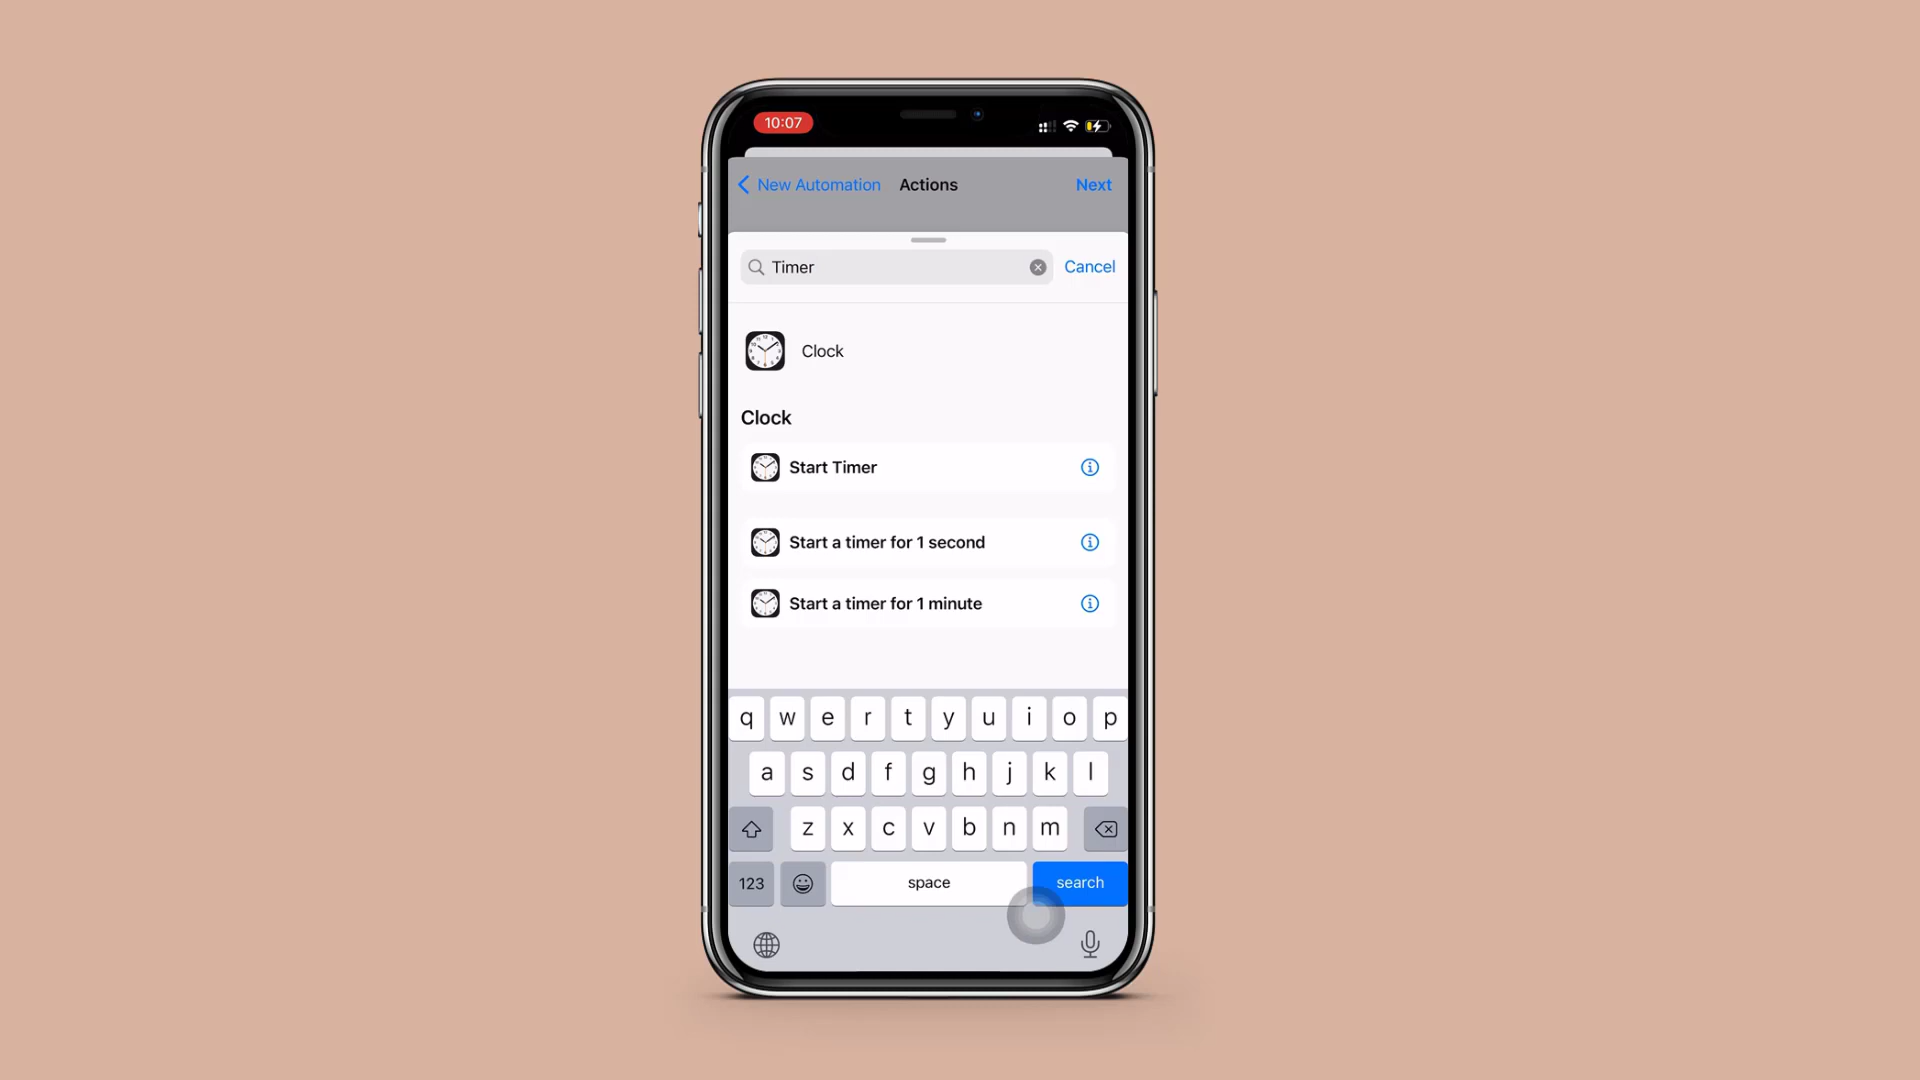 10:07
New Automation Actions Next
Timer Cancel
Clock
Clock
Start Timer
Start a timer for 1 second
Start a timer for 1 minute
q w e r t y u i o p
a s d f g h j k l
z x c v b n m
123 space search